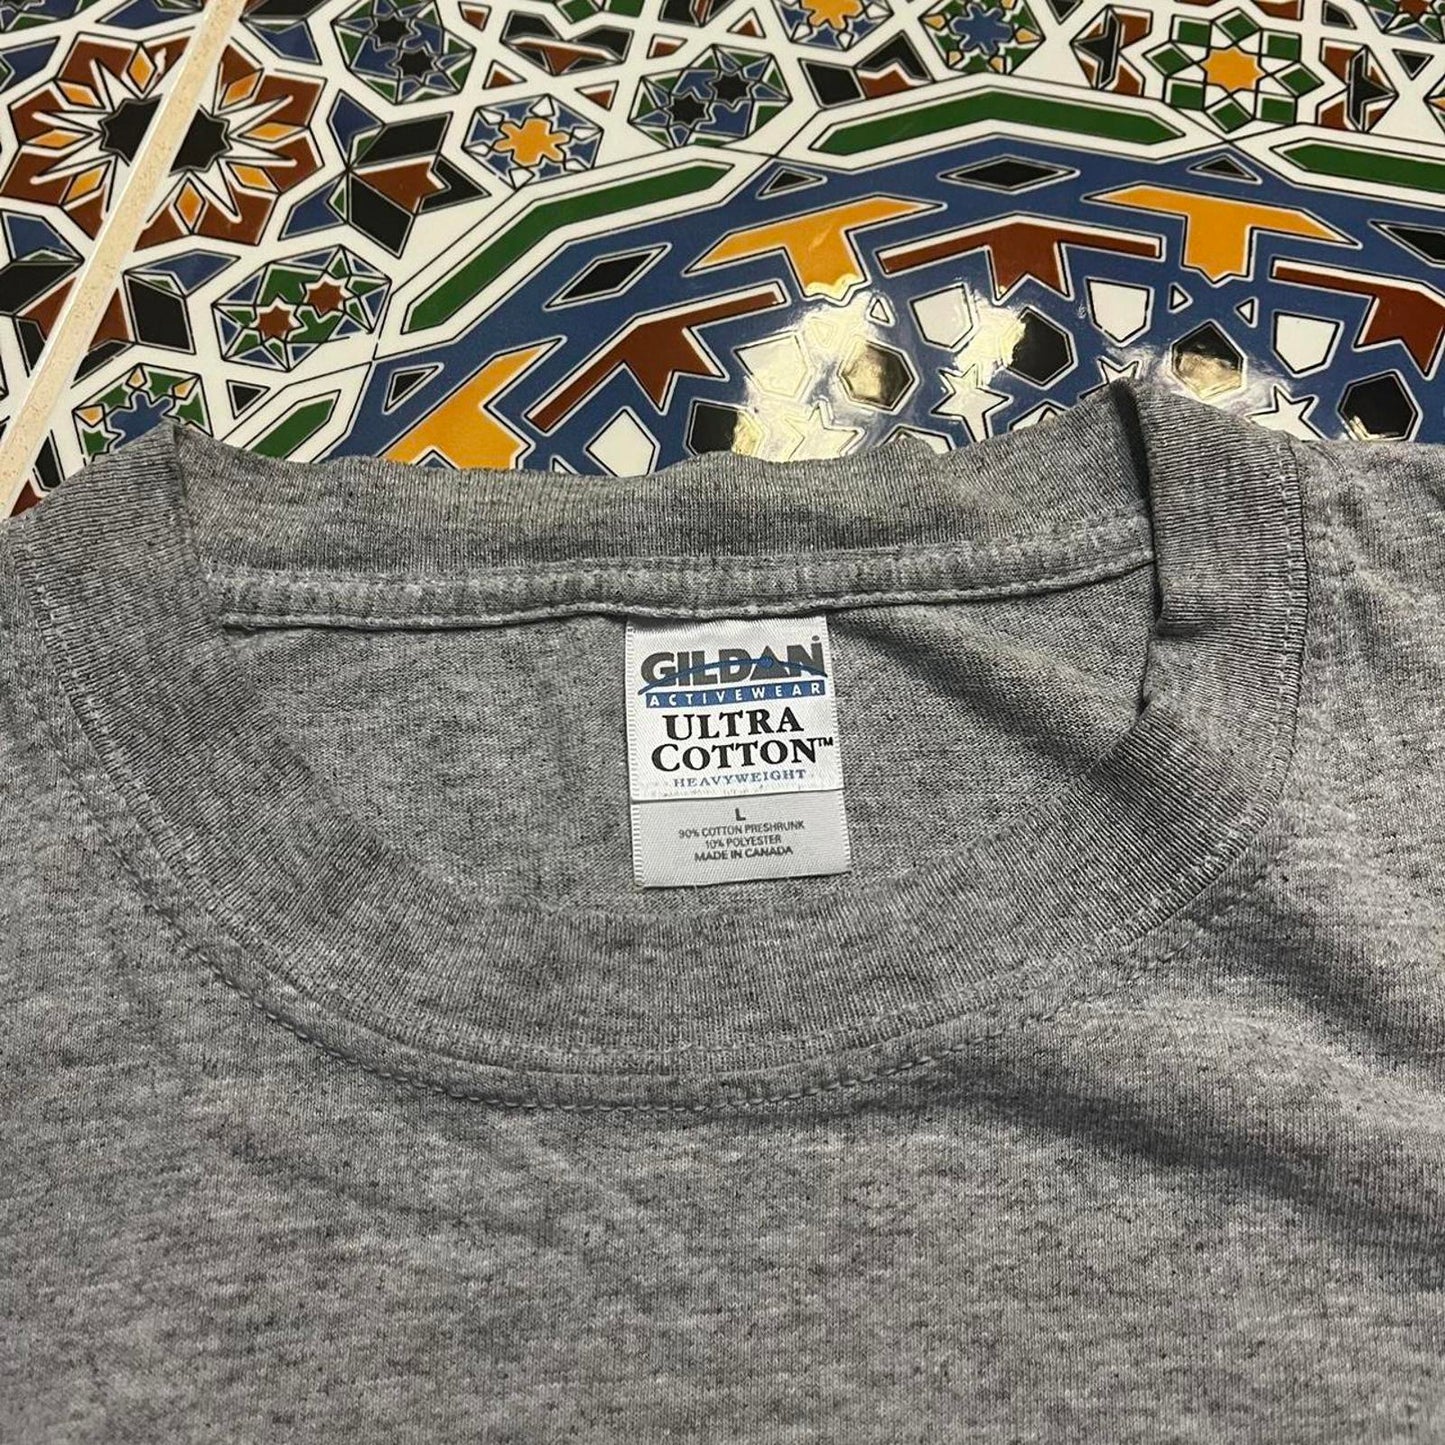 GILDAN
ACTIVEWEAR
ULTRA
COTTON™
HEAVYWEIGHT
L
90% COTTON PRESHRUNK
10% POLYESTER
MADE IN CANADA